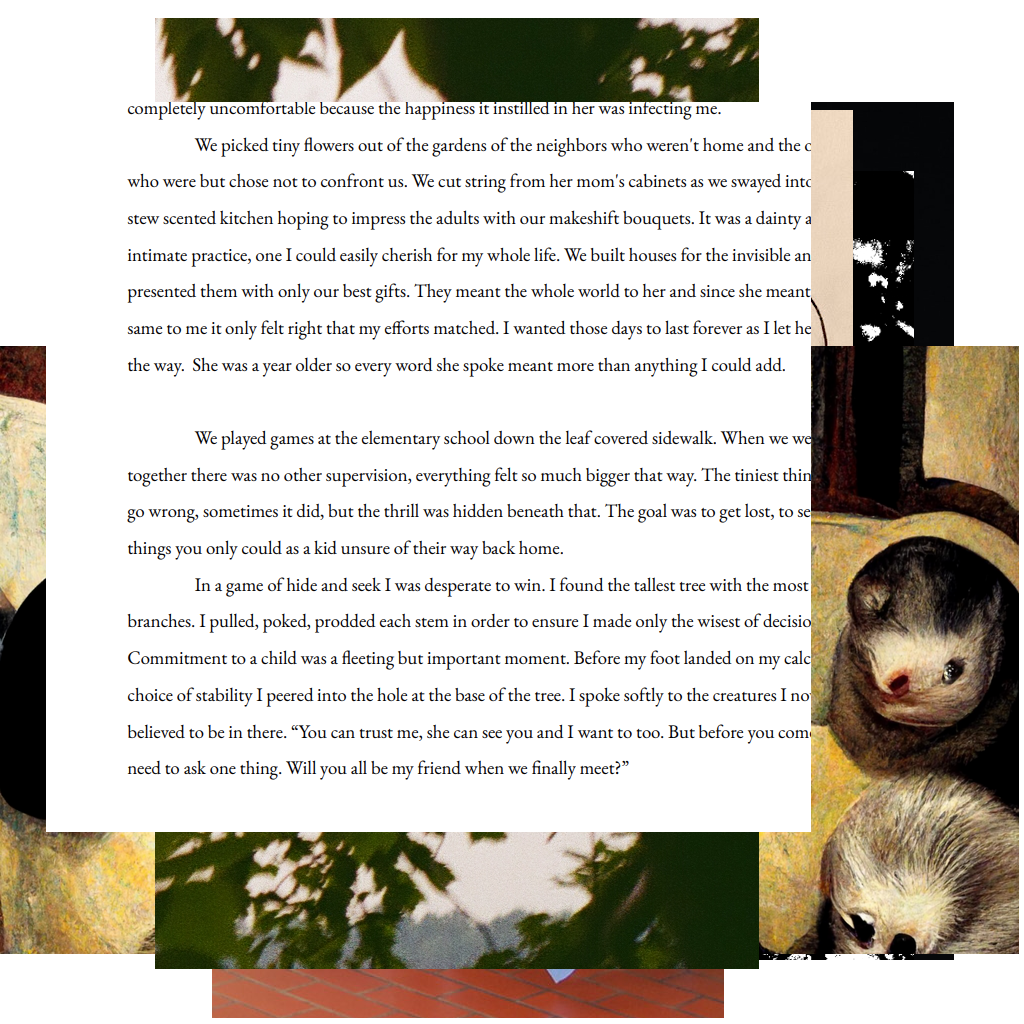 completely uncomfortable because the happiness it instilled in her was infecting me.
We picked tiny flowers out of the gardens of the neighbors who weren't home and the
who were but chose not to confront us. We cut string from her mom's cabinets as we swayed into
stew scented kitchen hoping to impress the adults with our makeshift bouquets. It was a dainty a
intimate practice, one I could easily cherish for my whole life. We built houses for the invisible an
presented them with only our best gifts. They meant the whole world to her and since she meant
same to me it only felt right that my efforts matched. I wanted those days to last forever as I let he
the way. She was a year older so every word she spoke meant more than anything I could add.
We played games at the elementary school down the leaf covered sidewalk. When we we
together there was no other supervision, everything felt so much bigger that way. The tiniest thin
go wrong, sometimes it did, but the thrill was hidden beneath that. The goal was to get lost, to se
things you only could as a kid unsure of their way back home.
In a game of hide and seek I was desperate to win. I found the tallest tree with the most
branches. I pulled, poked, prodded each stem in order to ensure I made only the wisest of decisio
Commitment to a child was a fleeting but important moment. Before my foot landed on my calc
choice of stability I peered into the hole at the base of the tree. I spoke softly to the creatures I no
believed to be in there. “You can trust me, she can see you and I want to too. But before you com
need to ask one thing. Will you all be my friend when we finally meet?”